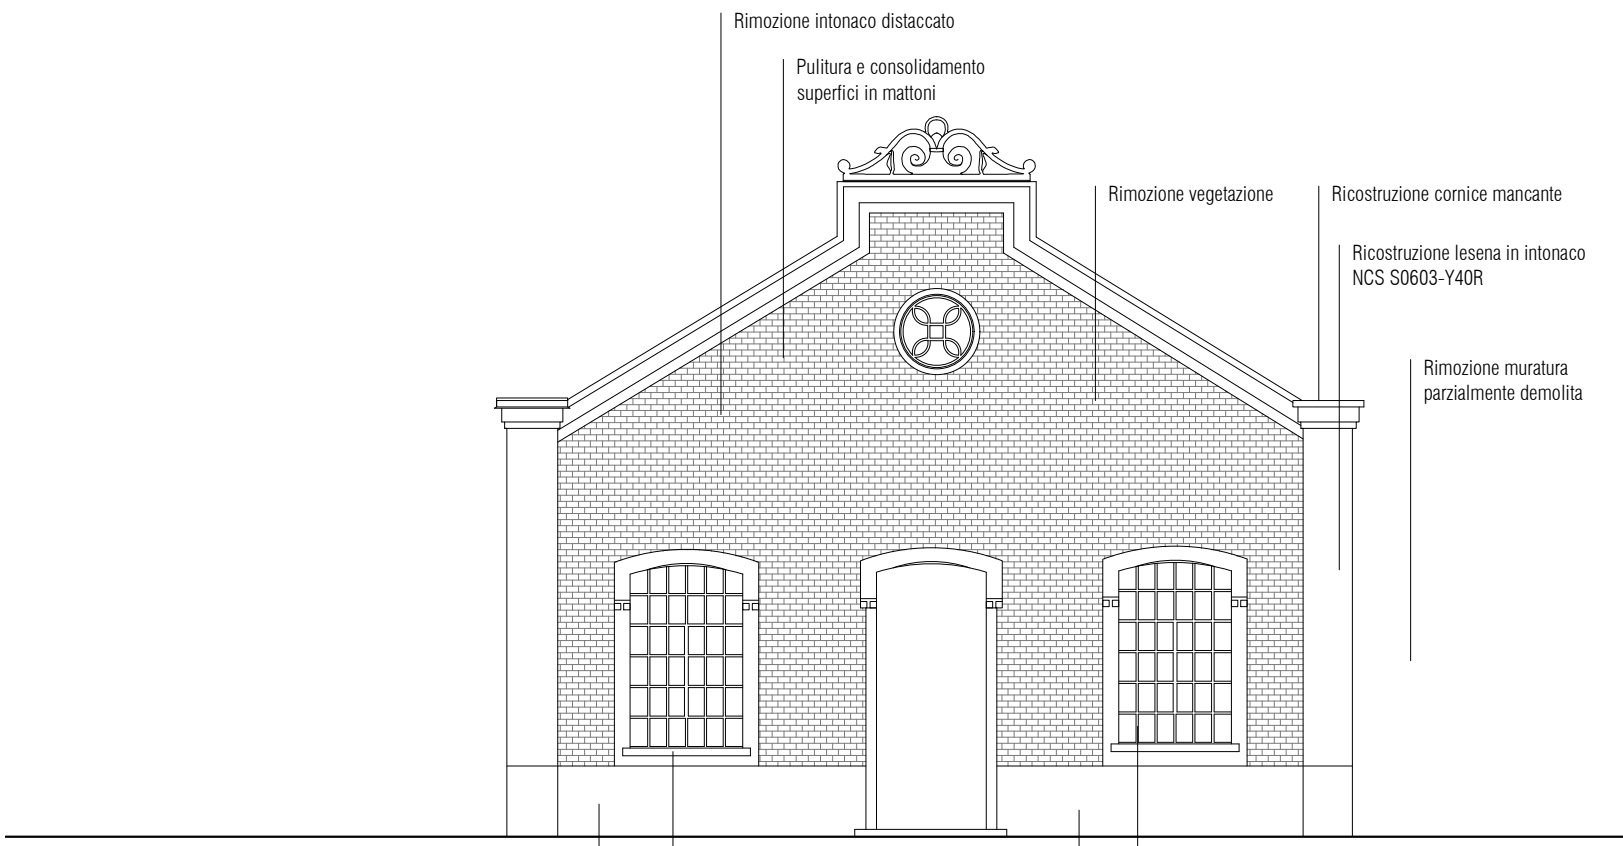 Rimozione intonaco distaccato
Pulitura e consolidamento
superfici in mattoni
Rimozione vegetazione
Ricostruzione cornice mancante
Ricostruzione lesena in intonaco
NCS S0603-Y40R
Rimozione muratura
parzialmente demolita